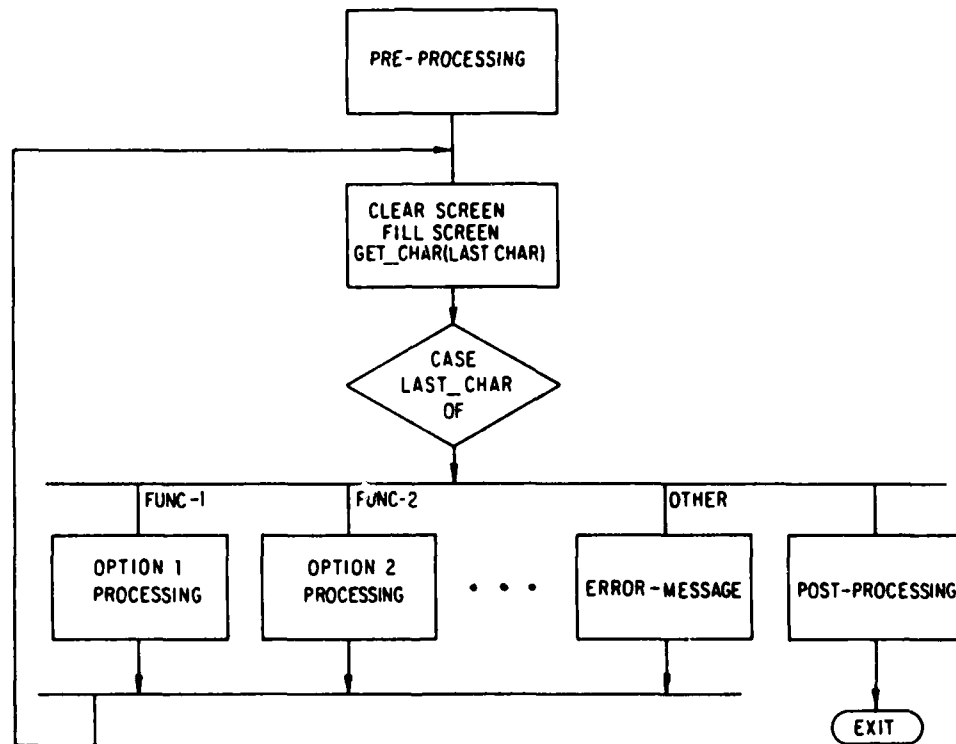 PRE-PROCESSING
CLEAR SCREEN
FILL SCREEN
GET_CHAR(LAST CHAR)
CASE
LAST_CHAR
OF
FUNC-1
FUNC-2
OTHER
OPTION 1
PROCESSING
OPTION 2
PROCESSING
• • •
ERROR-MESSAGE
POST-PROCESSING
EXIT